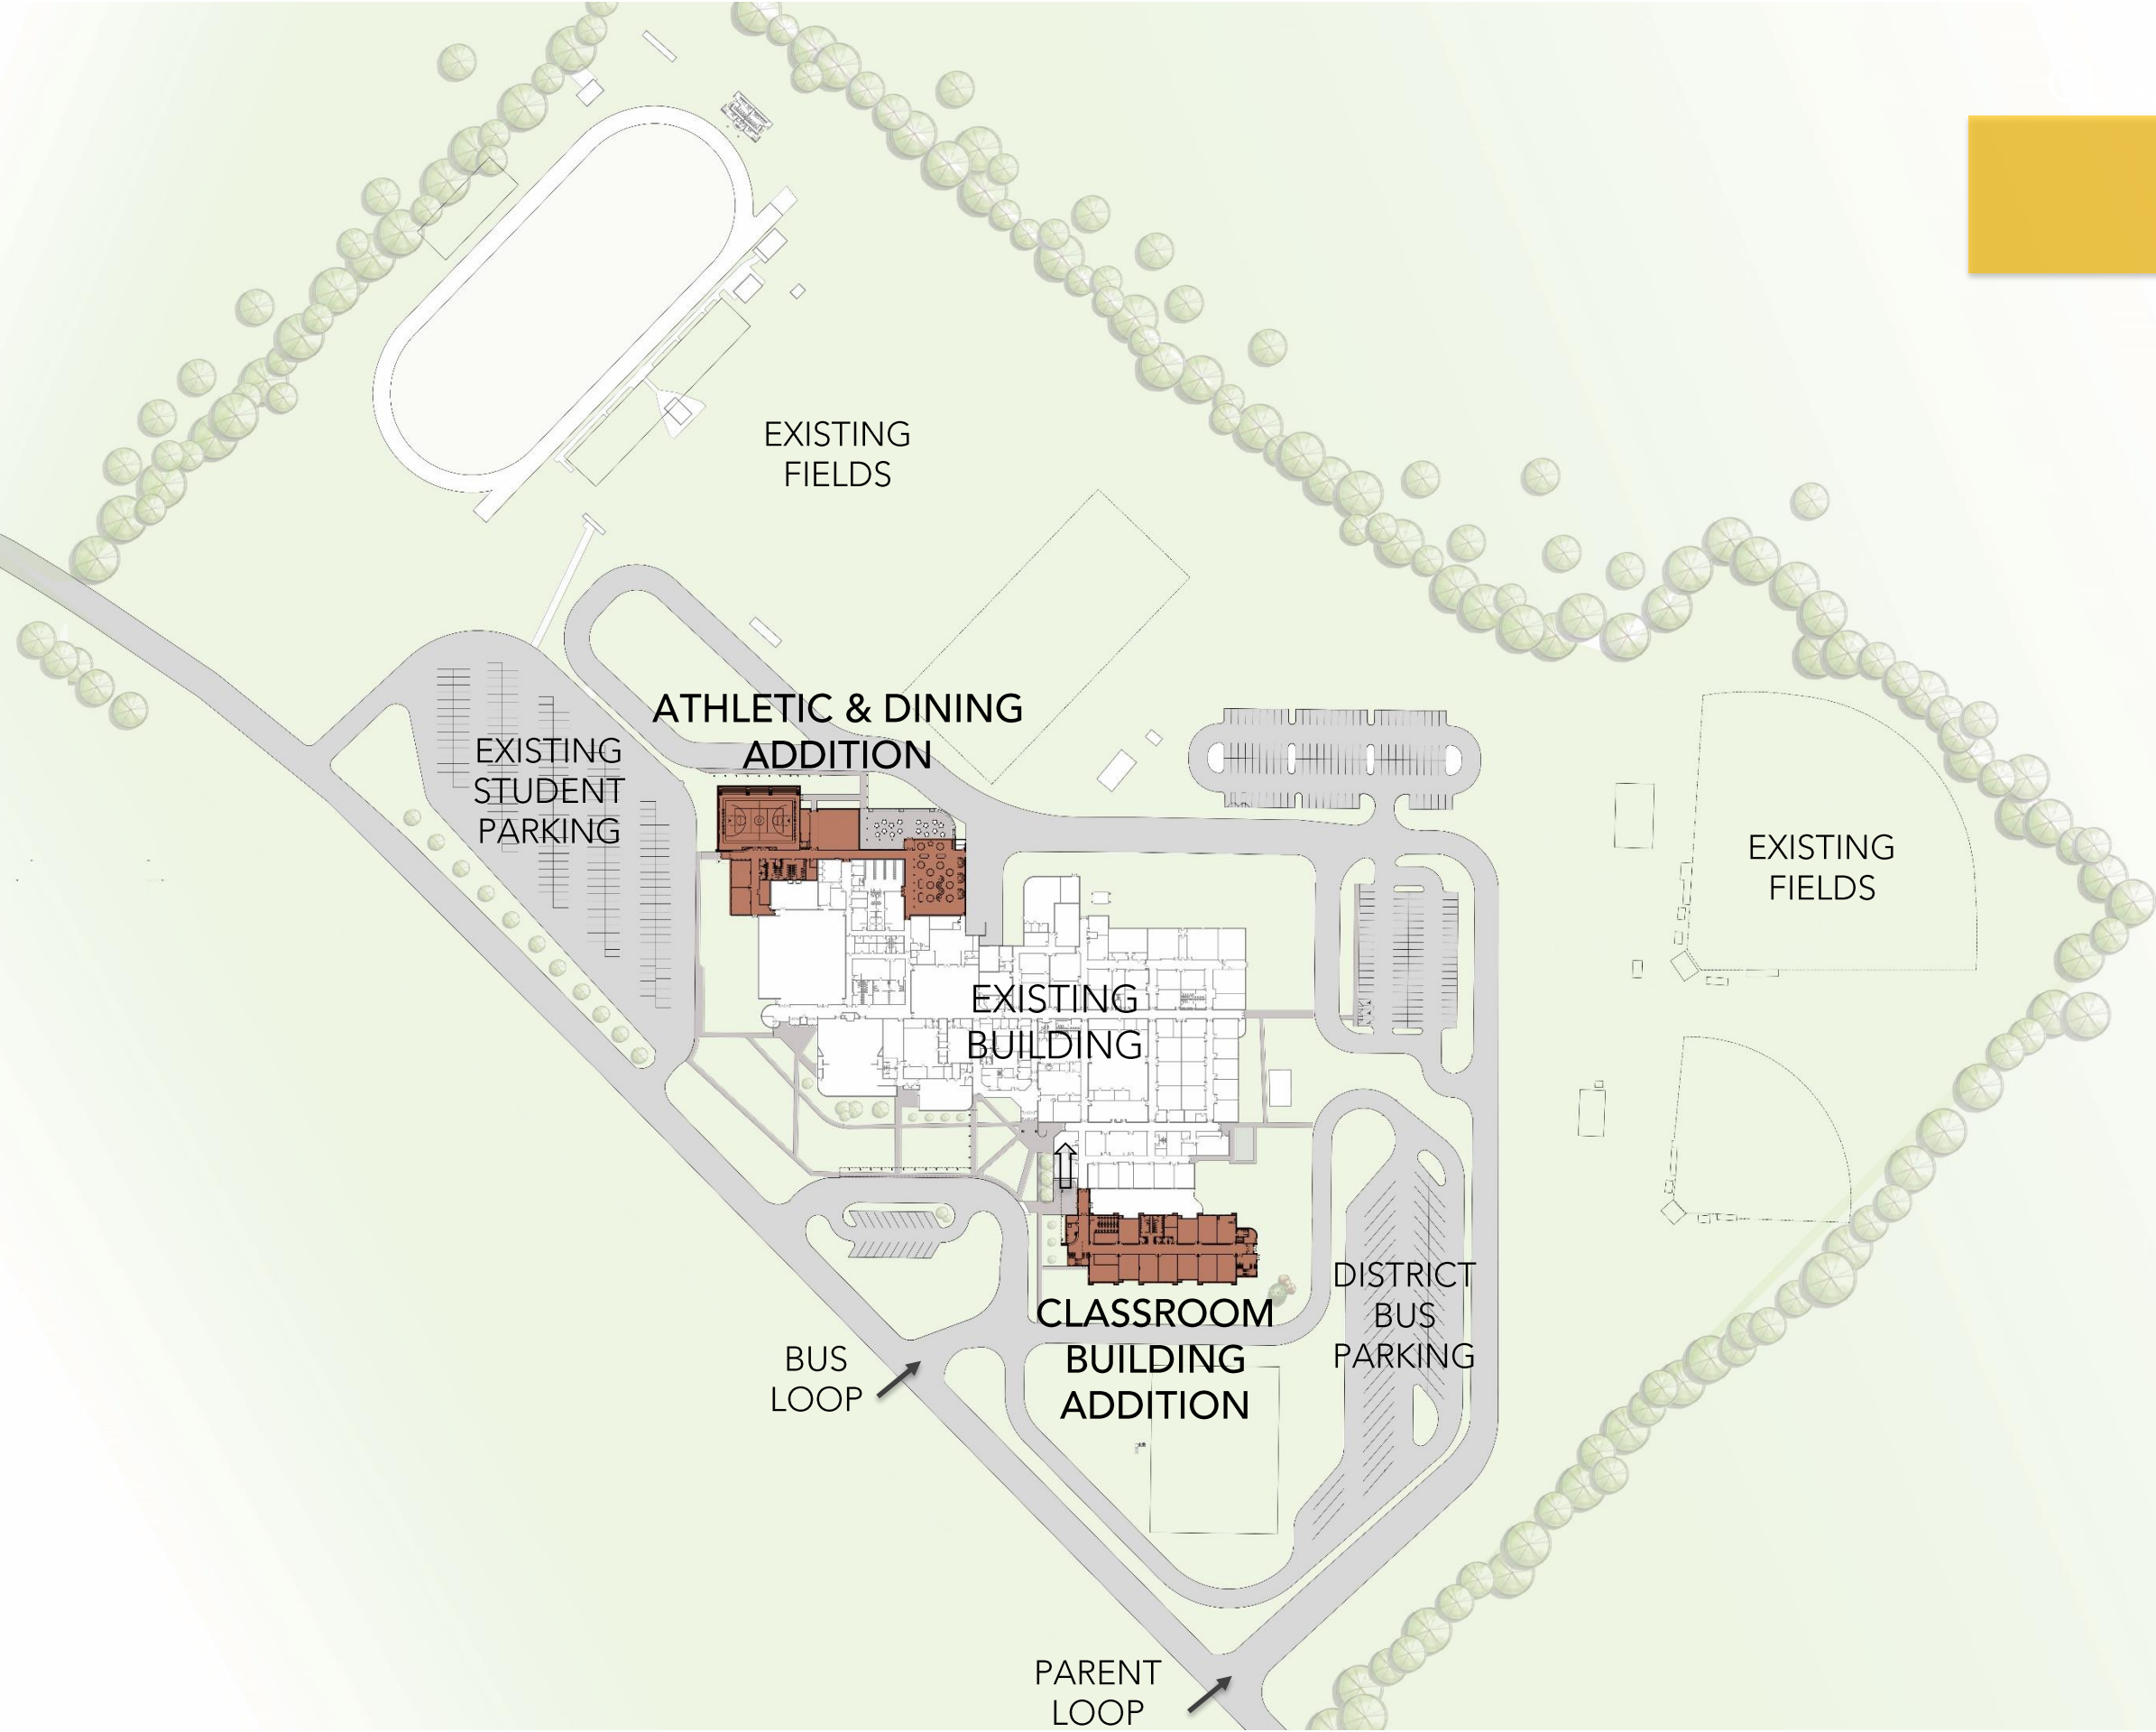 EXISTING
FIELDS
ATHLETIC & DINING
ADDITION
EXISTING
STUDENT
PARKING
EXISTING
FIELDS
EXISTING
BUILDING
DISTRICT
BUS
PARKING
CLASSROOM
BUILDING
ADDITION
BUS
LOOP
PARENT
LOOP